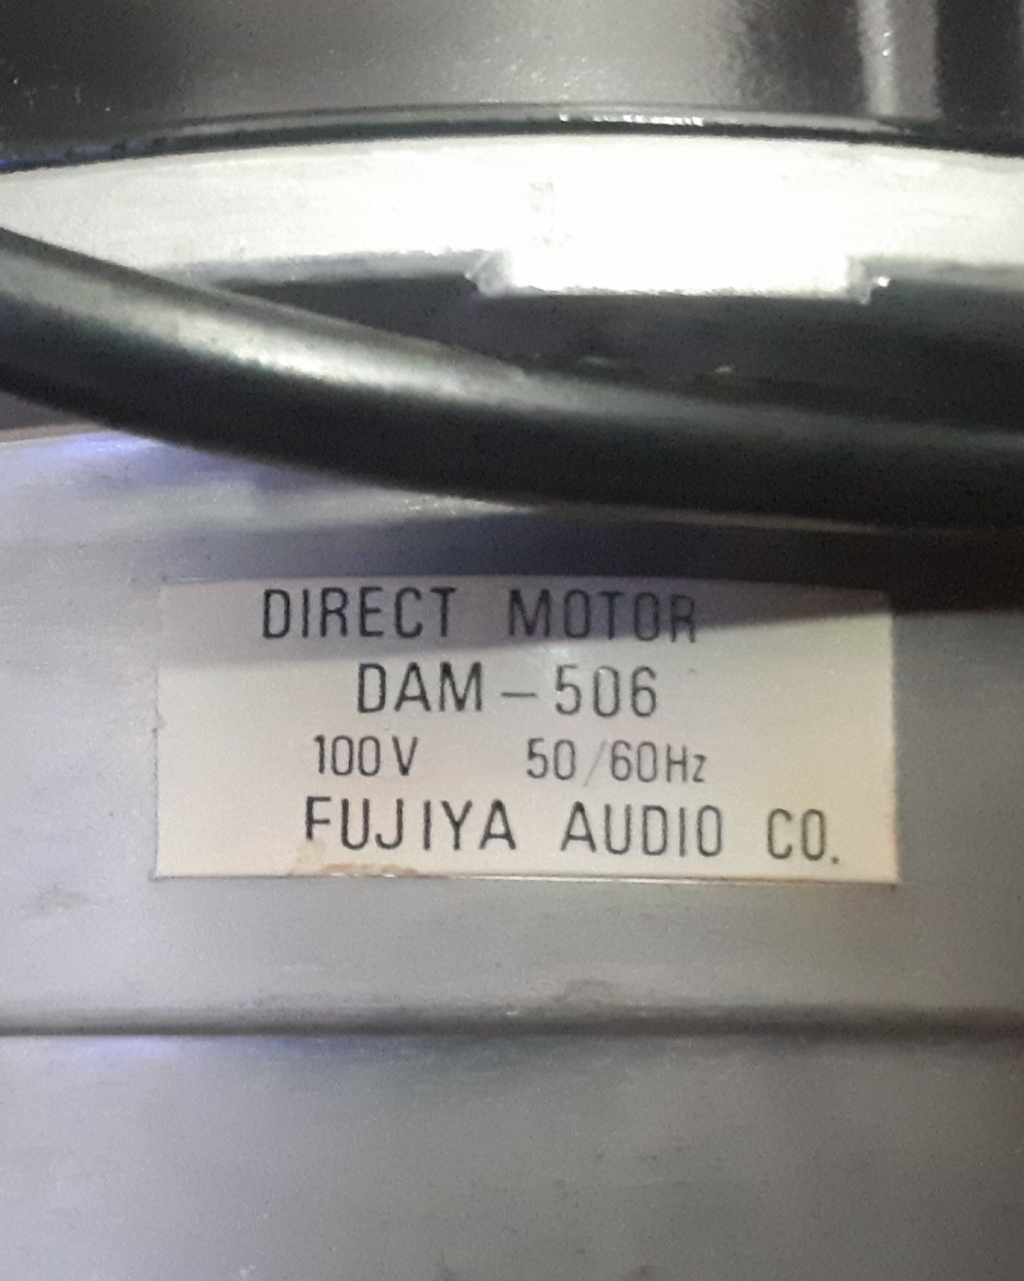 DIRECT MOTOR
DAM-506
100V 50/60Hz
FUJIYA AUDIO CO.